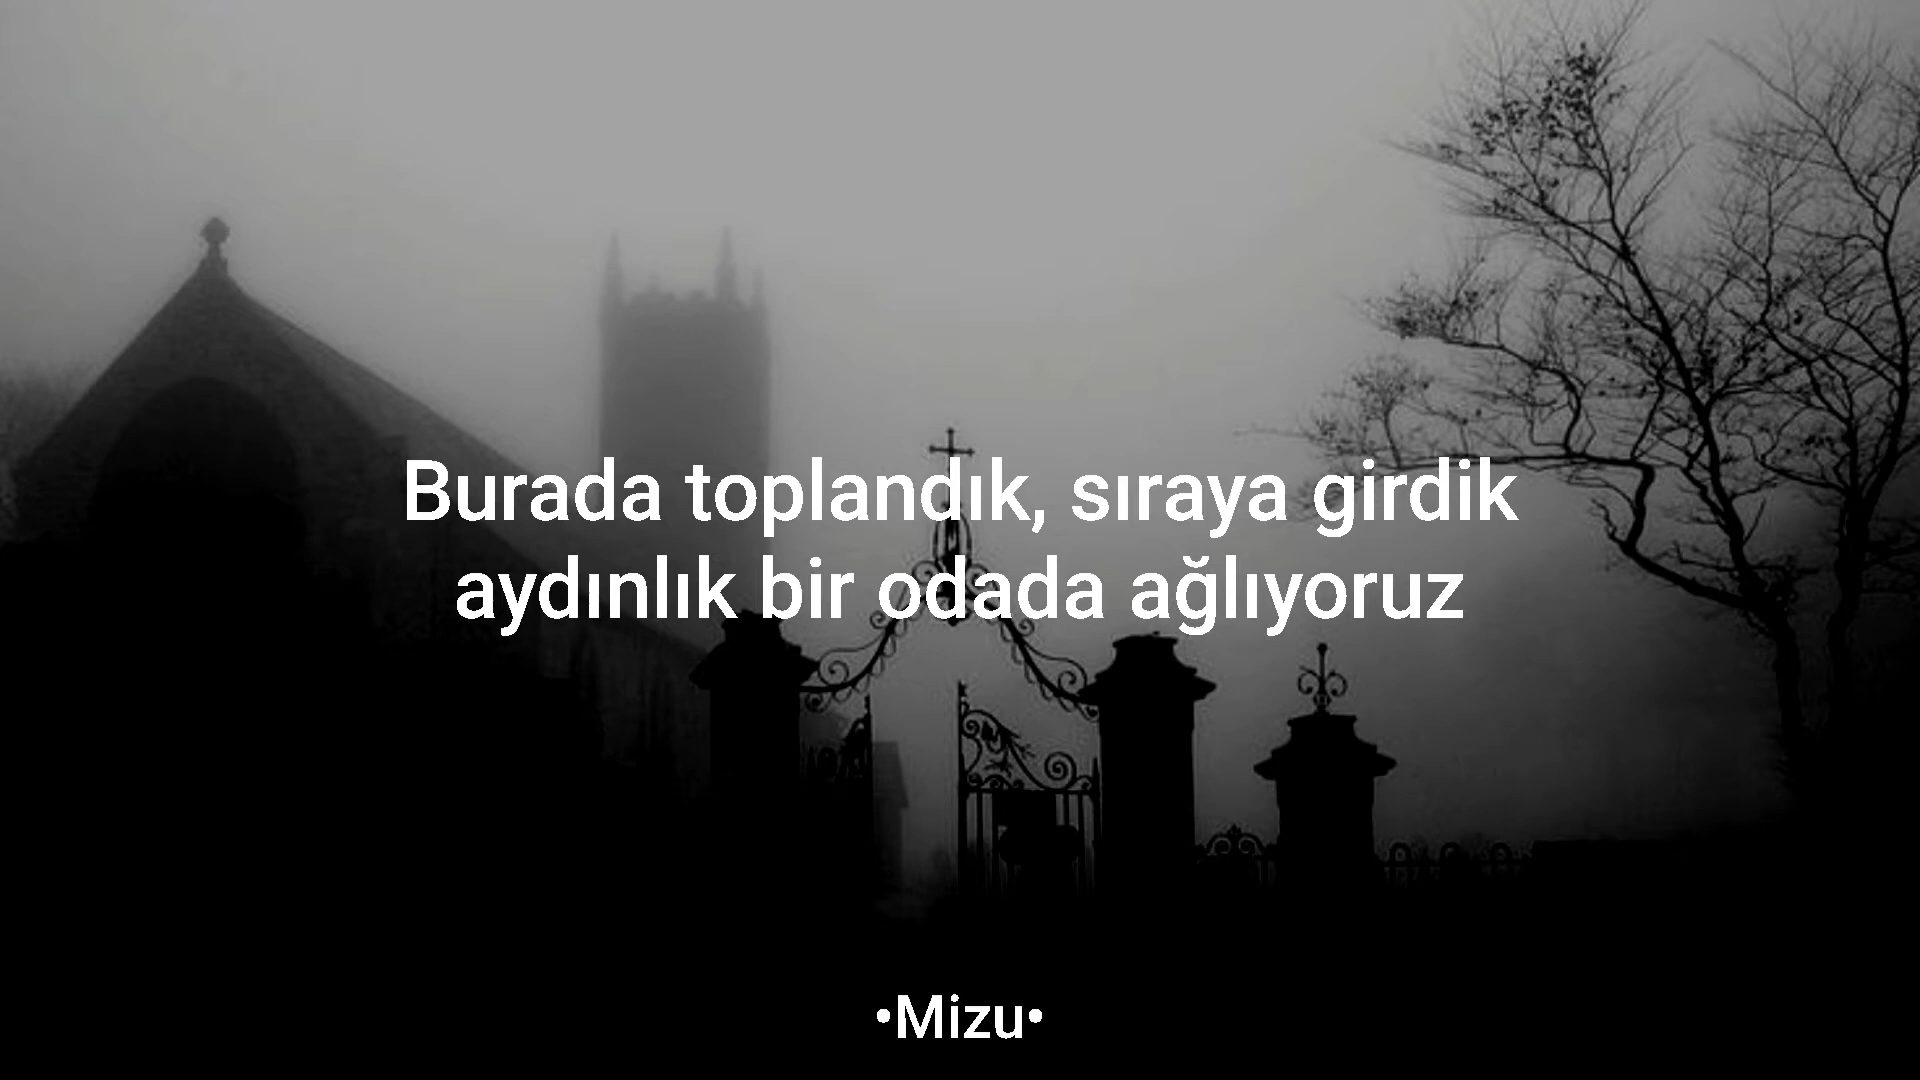 Burada toplandık, sıraya girdik
aydınlık bir odada ağlıyoruz
•Mizu•